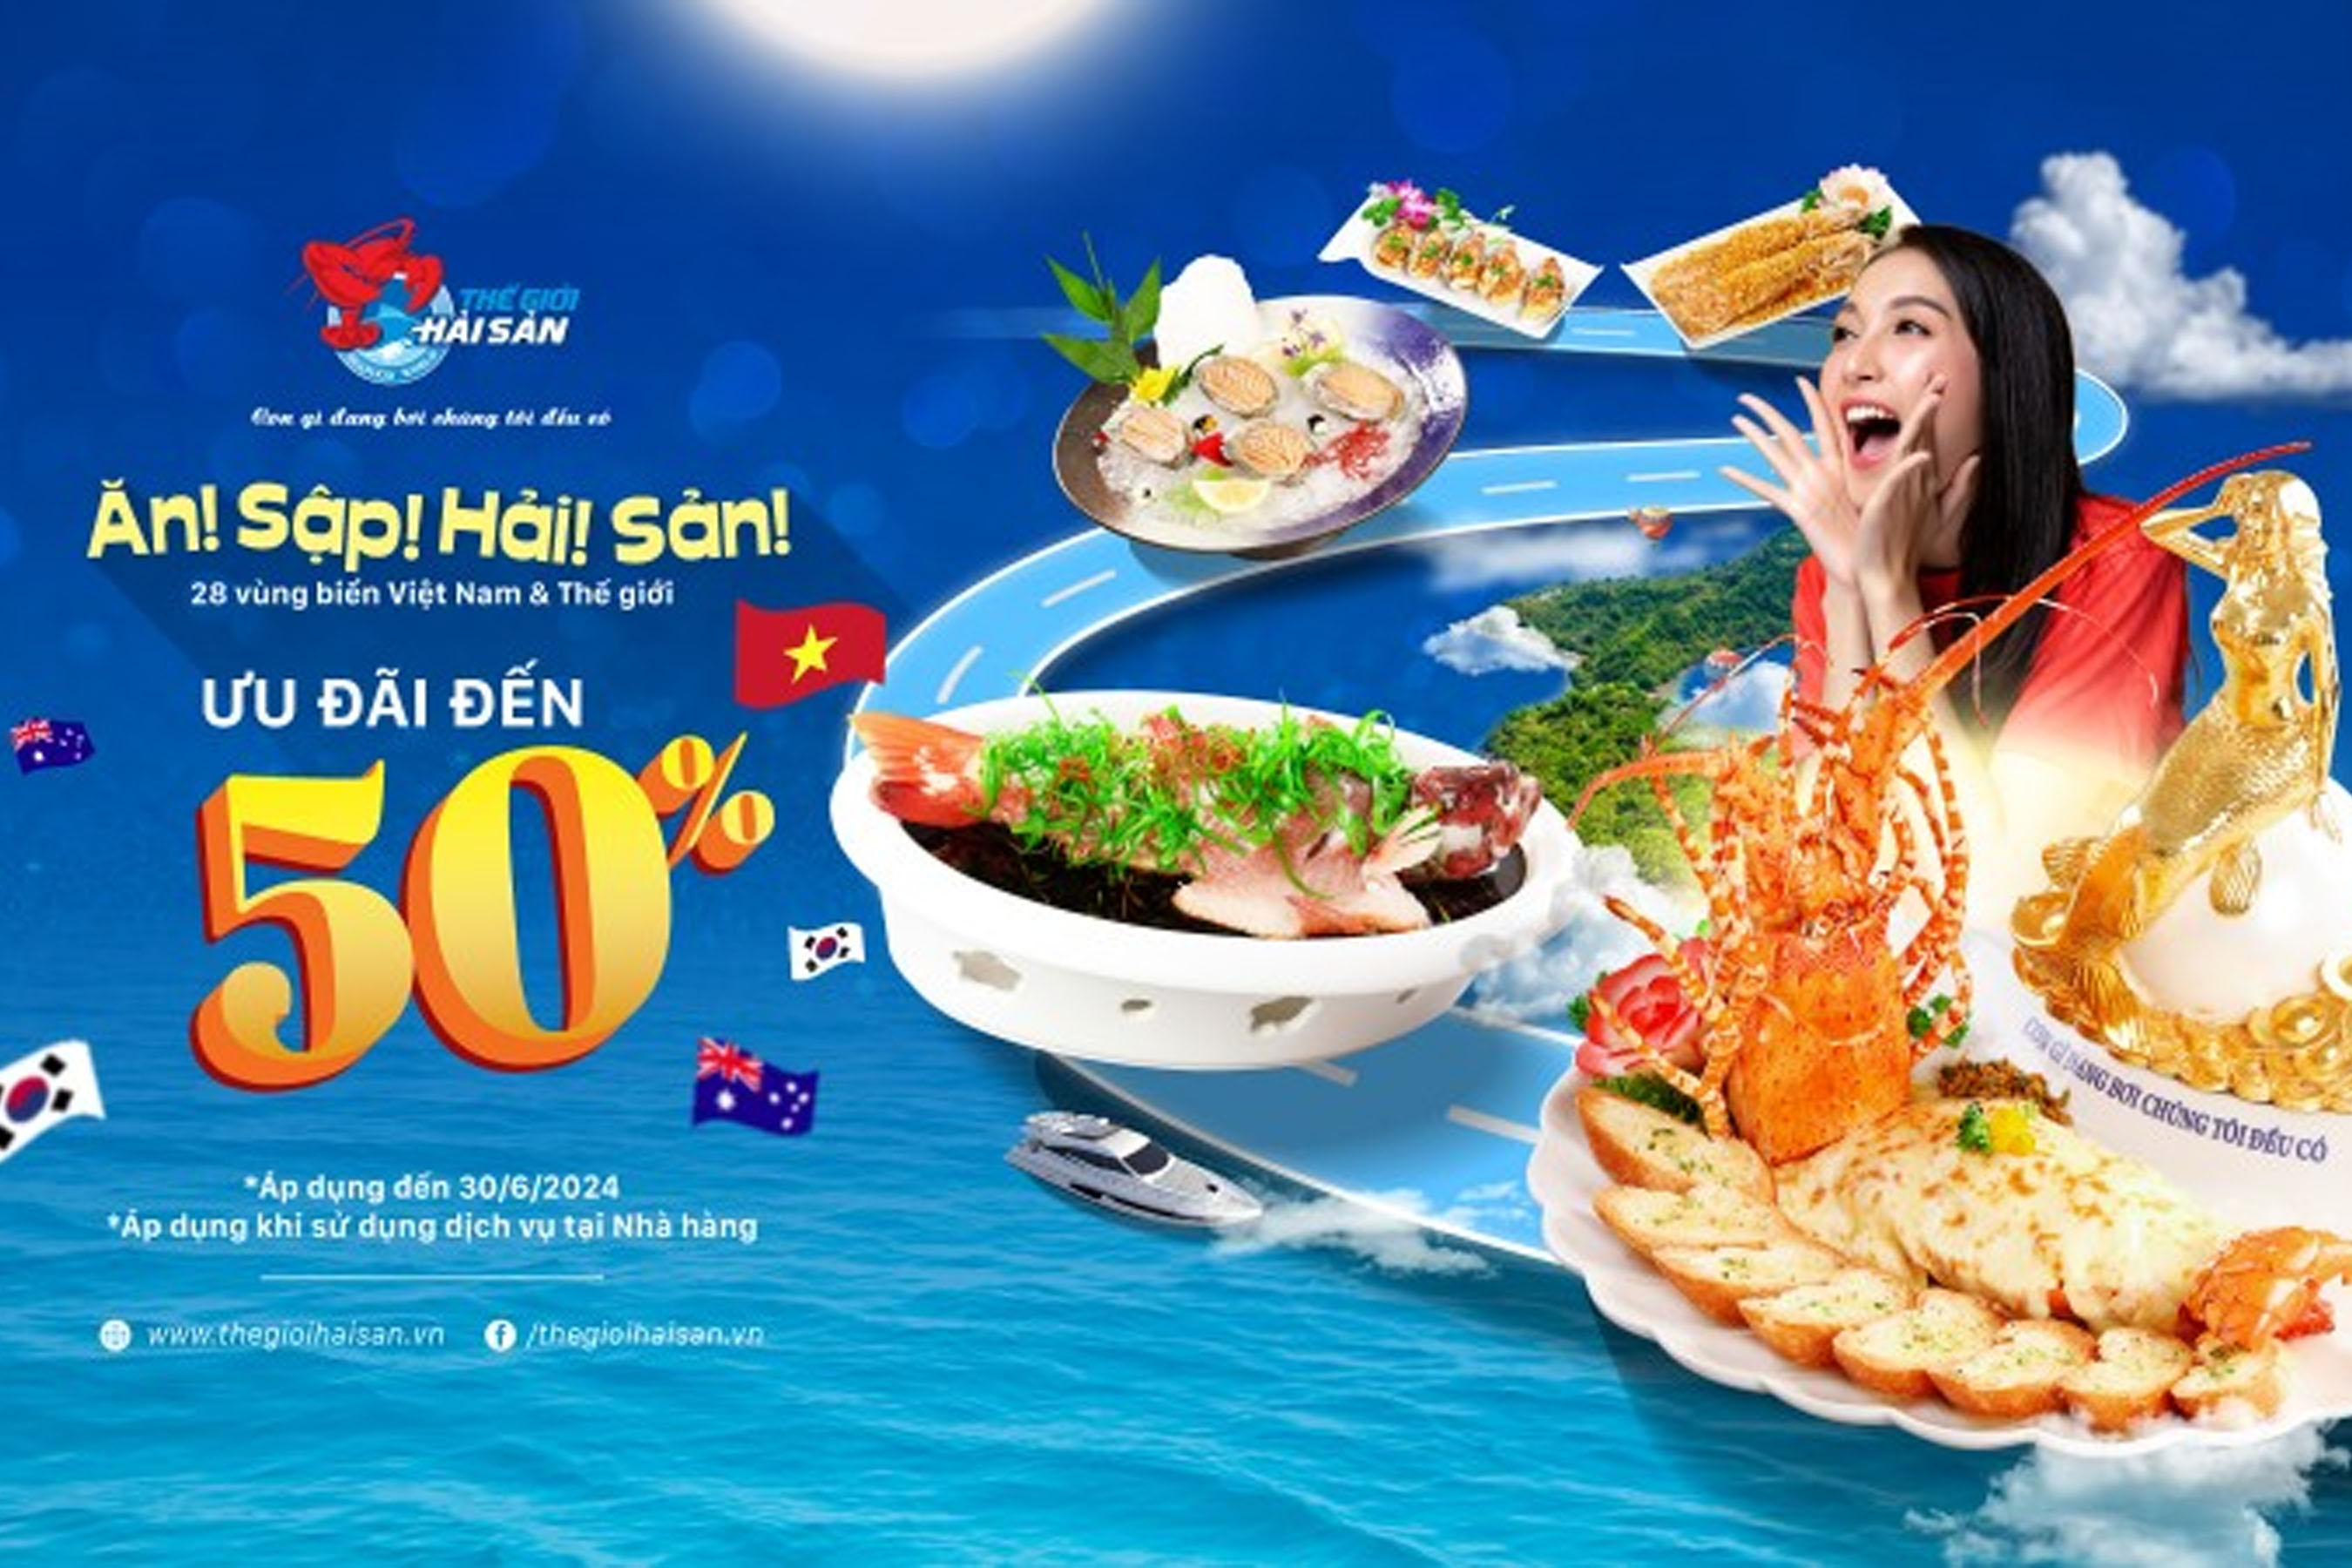 THẾ GIỚI
HẢI SẢN
Con gì đang bơi chúng tôi đều có
Ăn! Sập! Hải! Sản!
28 vùng biển Việt Nam & Thế giới
ƯU ĐÃI ĐẾN
50%
*Áp dụng đến 30/6/2024
*Áp dụng khi sử dụng dịch vụ tại Nhà hàng
www.thegioihaisan.vn /thegioihaisan.vn
CON GÌ ĐANG BƠI CHÚNG TÔI ĐỀU CÓ